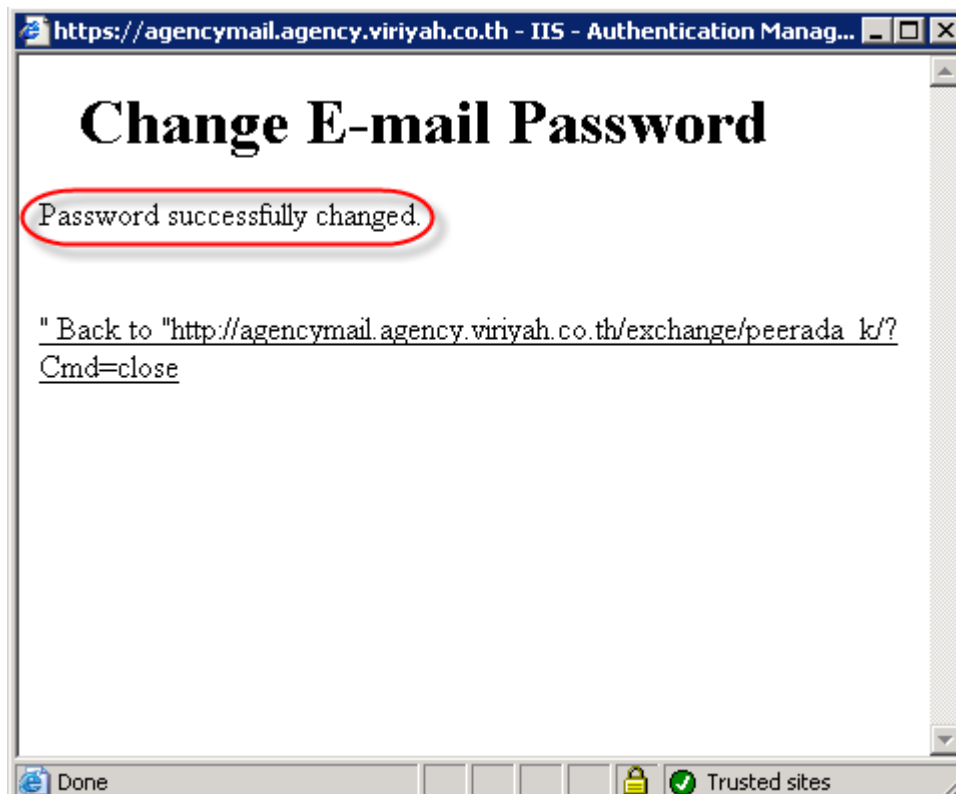 https://agencymail.agency.viriyah.co.th - IIS - Authentication Manag...
Change E-mail Password
Password successfully changed.
" Back to "http://agencymail.agency.viriyah.co.th/exchange/peerada_k/?
Cmd=close
Done Trusted sites